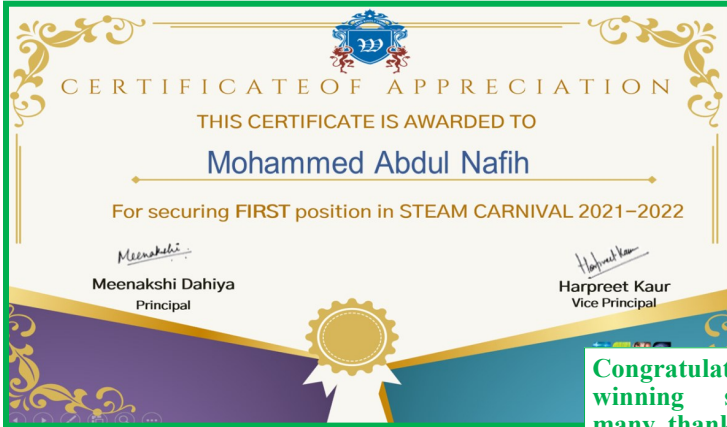 CERTIFICATEOF APPRECIATION
THIS CERTIFICATE IS AWARDED TO
Mohammed Abdul Nafih
For securing FIRST position in STEAM CARNIVAL 2021-2022
Meenakshi
Harpreet Kaur
Meenakshi Dahiya
Harpreet Kaur
Principal
Vice Principal
winning
many thank